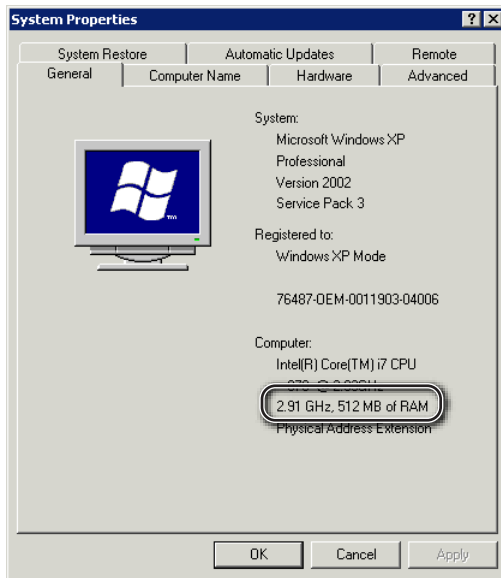 System Properties
System Restore Automatic Updates Remote
General Computer Name Hardware Advanced
System:
Microsoft Windows XP
Professional
Version 2002
Service Pack 3
Registered to:
Windows XP Mode
76487-OEM-0011903-04006
Computer:
Intel(R) Core(TM) i7 CPU
2.91 GHz, 512 MB of RAM
Physical Address Extension
OK Cancel Apply